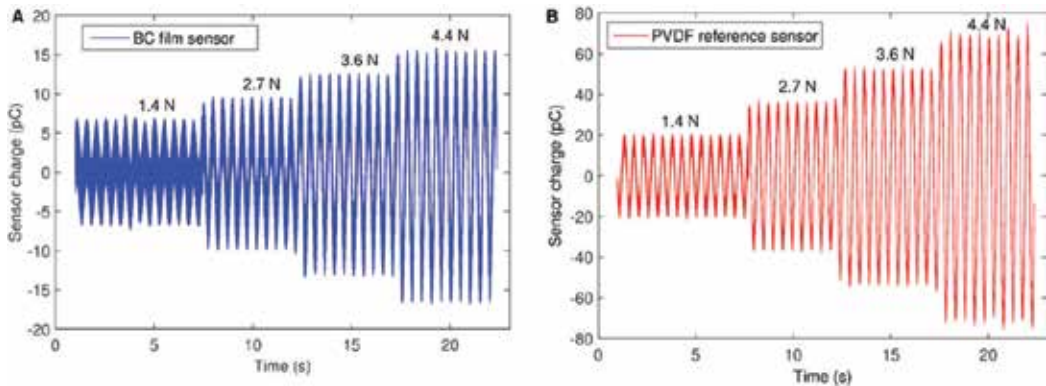 A
BC film sensor
1.4 N
2.7 N
3.6 N
4.4 N
Sensor charge (pC)
20
15
10
5
0
-5
-10
-15
-20
0
5
10
15
20
Time (s)
B
PVDF reference sensor
1.4 N
2.7 N
3.6 N
4.4 N
Sensor charge (pC)
80
60
40
20
0
-20
-40
-60
-80
0
5
10
15
20
Time (s)